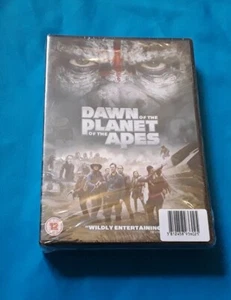 DAWN OF THE
PLANET
OF THE APES
"WILDLY ENTERTAINING
12